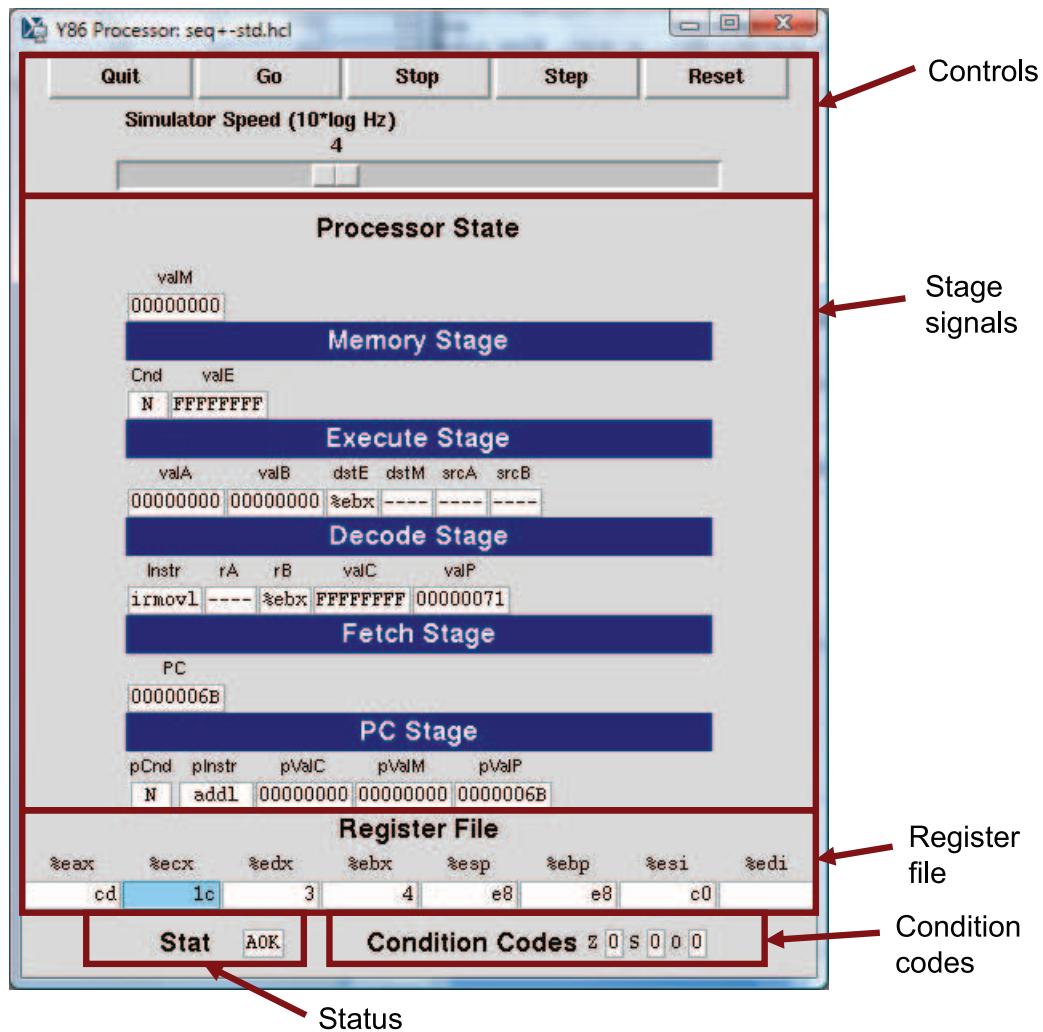 Y86 Processor: seq+-std.hcl
Quit Go Stop Step Reset
Controls
Simulator Speed (10*log Hz)
4
Processor State
valM
00000000
Stage
signals
Memory Stage
Cnd valE
N FFFFFFFF
Execute Stage
valA valB dstE dstM srcA srcB
00000000 00000000 %ebx ---- ---- ----
Decode Stage
Instr rA rB valC valP
irmovl ---- %ebx FFFFFFFF 00000071
Fetch Stage
PC
0000006B
PC Stage
pCnd pInstr pValC pValM pValP
N addl 00000000 00000000 0000006B
Register File
%eax %ecx %edx %ebx %esp %ebp %esi %edi
cd 1c 3 4 e8 e8 c0
Register
file
Stat AOK Condition Codes Z 0 S 0 O 0
Condition
codes
Status